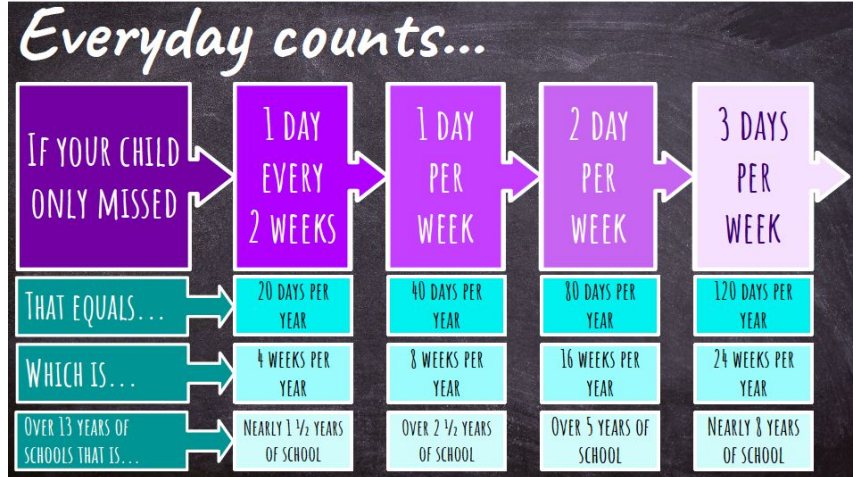 Everyday counts...
IF YOUR CHILD
ONLY MISSED
1 DAY
EVERY
2 WEEKS
1 DAY
PER
WEEK
2 DAY
PER
WEEK
3 DAYS
PER
WEEK
THAT EQUALS...
20 DAYS PER
YEAR
40 DAYS PER
YEAR
80 DAYS PER
YEAR
120 DAYS PER
YEAR
WHICH IS...
4 WEEKS PER
YEAR
8 WEEKS PER
YEAR
16 WEEKS PER
YEAR
24 WEEKS PER
YEAR
OVER 13 YEARS OF
SCHOOLS THAT IS...
NEARLY 1 ½ YEARS
OF SCHOOL
OVER 2 ½ YEARS
OF SCHOOL
OVER 5 YEARS OF
SCHOOL
NEARLY 8 YEARS
OF SCHOOL